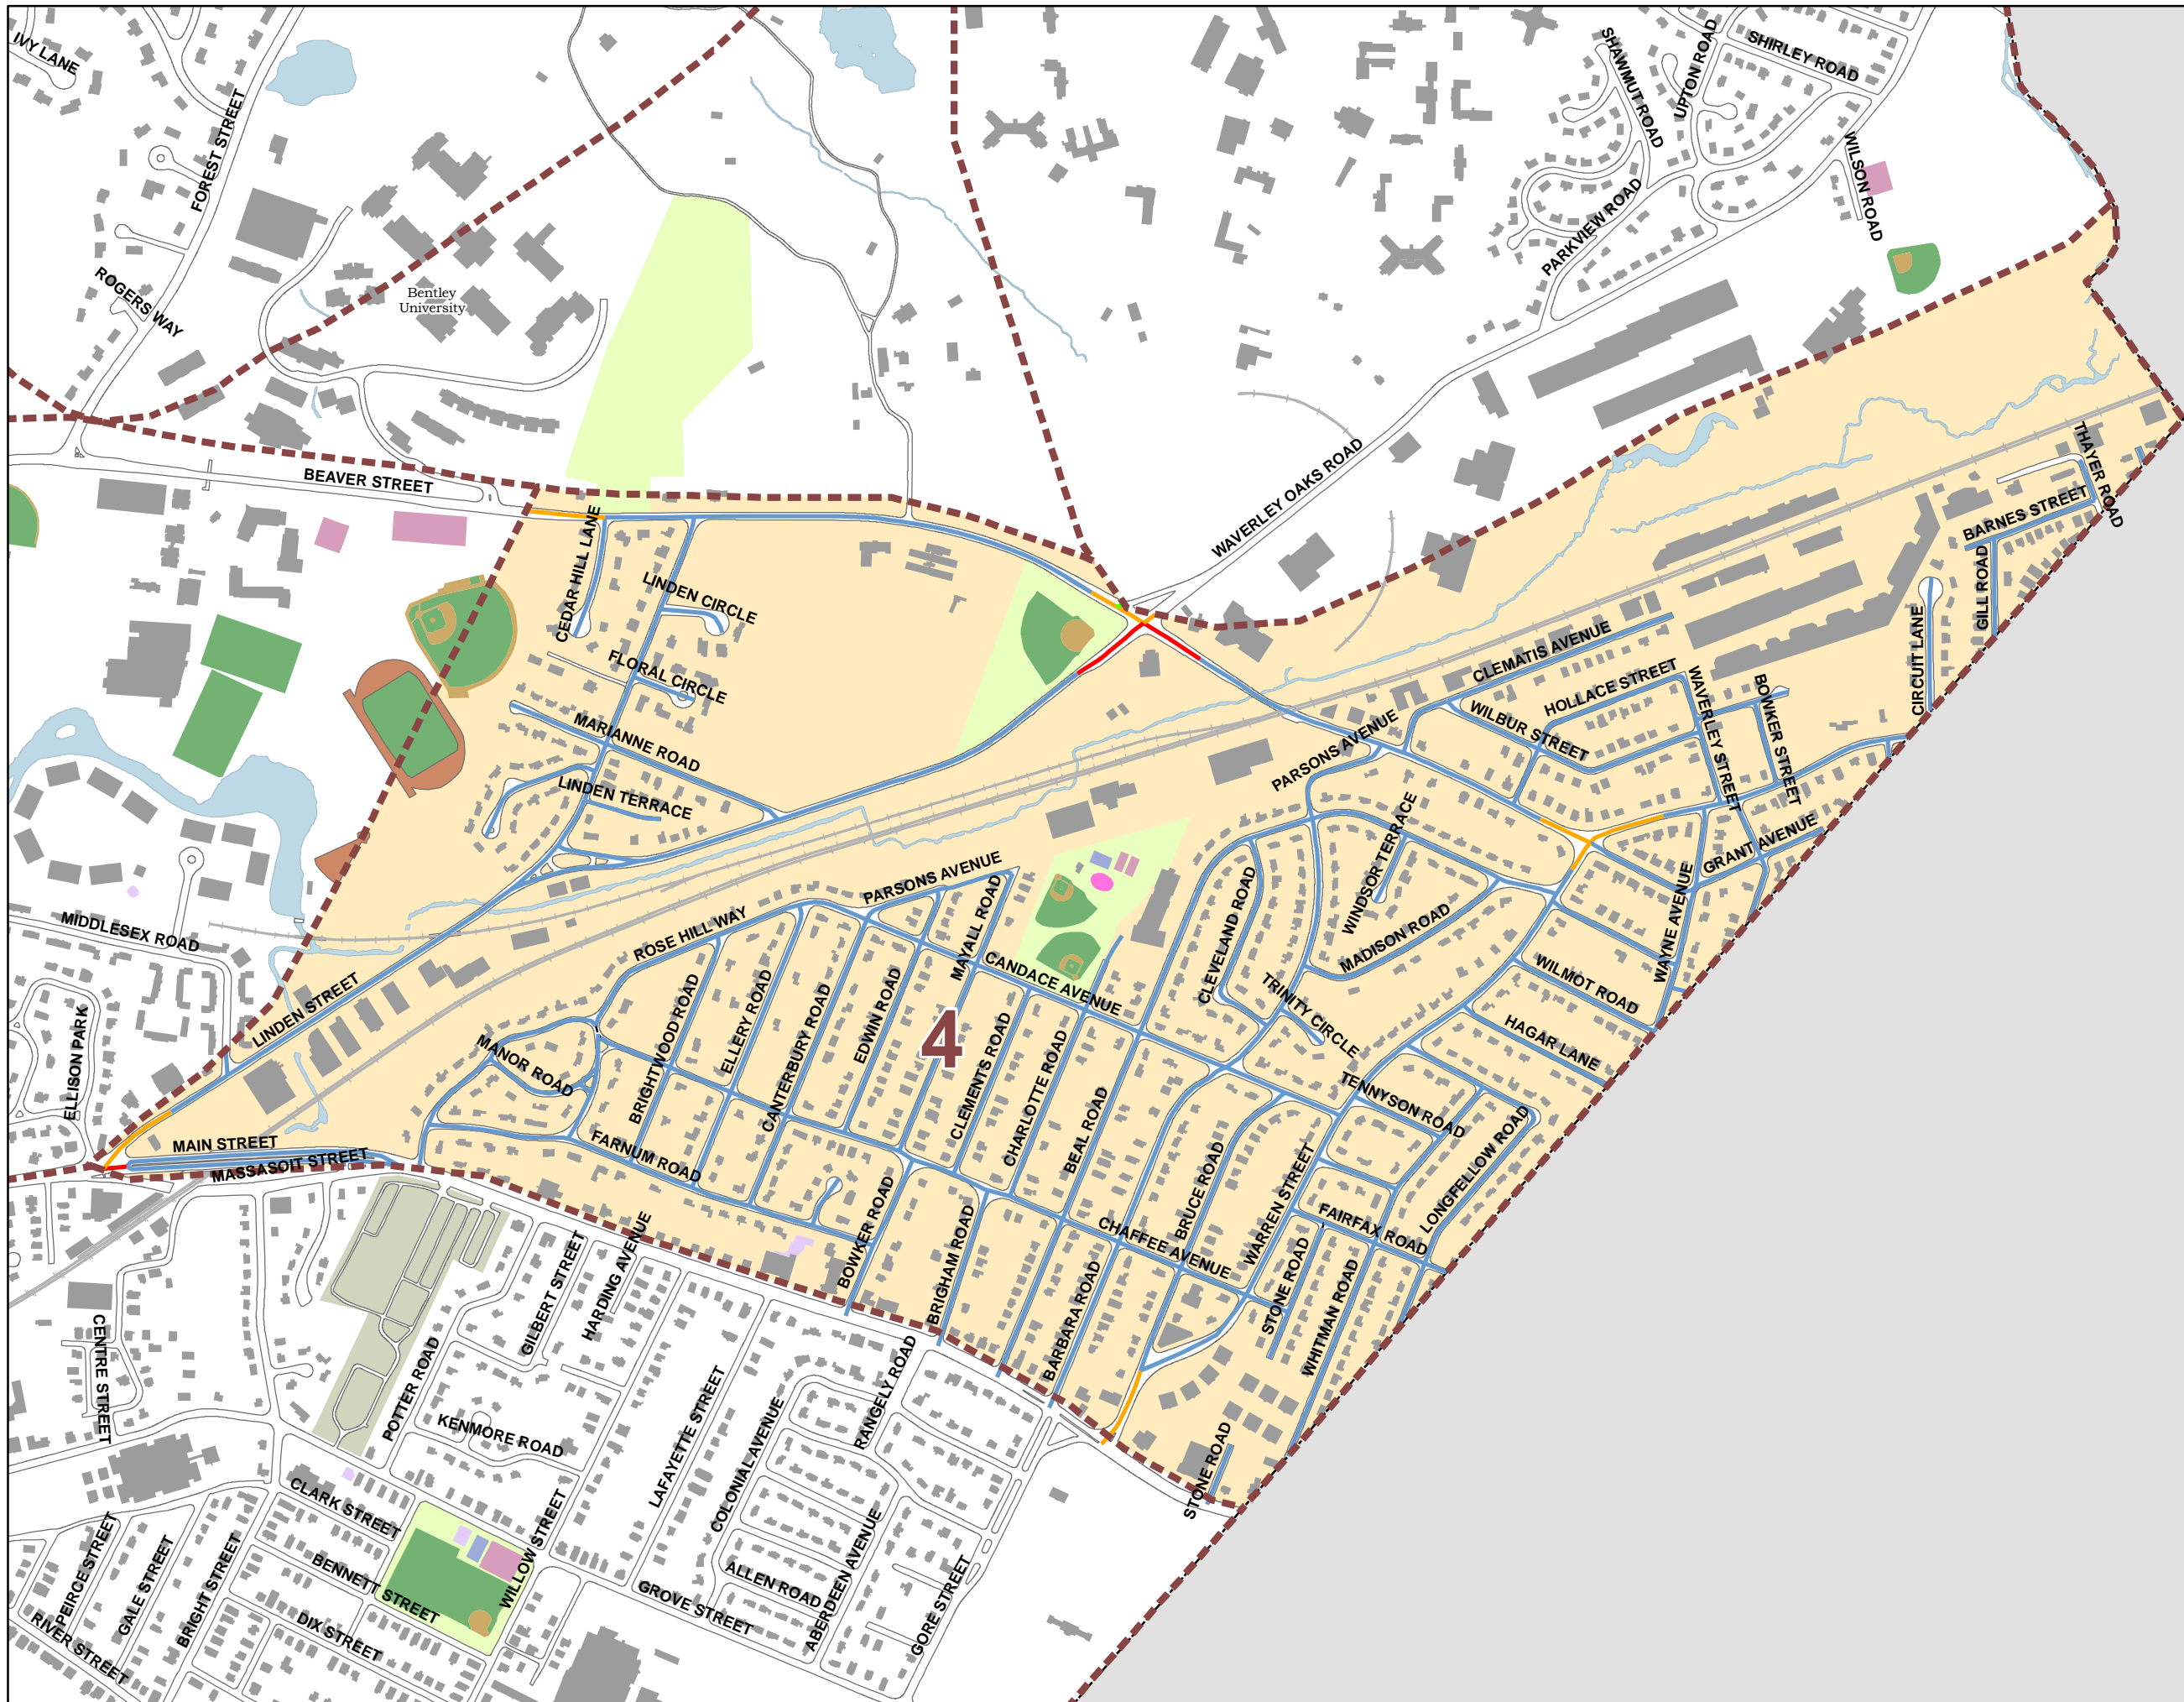 IVY LANE
FOREST STREET
SHAWMUT ROAD
UPTON ROAD
SHIRLEY ROAD
WILSON ROAD
PARKVIEW ROAD
ROGERS WAY
Bentley
University
BEAVER STREET
WAVERLEY OAKS ROAD
THAYER ROAD
BARNES STREET
GILL ROAD
CIRCUIT LANE
CEDAR HILL LANE
LINDEN CIRCLE
FLORAL CIRCLE
MARIANNE ROAD
LINDEN TERRACE
CLEMATIS AVENUE
HOLLACE STREET
WILBUR STREET
WAVERLEY STREET
BOWKER STREET
PARSONS AVENUE
GRANT AVENUE
WINDSOR TERRACE
MADISON ROAD
CLEVELAND ROAD
WAYNE AVENUE
PARSONS AVENUE
MAYALL ROAD
ROSE HILL WAY
MIDDLESEX ROAD
LINDEN STREET
ELLISON PARK
MANOR ROAD
BRIGHTWOOD ROAD
ELLERY ROAD
CANTERBURY ROAD
EDWIN ROAD
CANDACE AVENUE
4
CLEMENTS ROAD
CHARLOTTE ROAD
BEAL ROAD
TRINITY CIRCLE
WILMOT ROAD
HAGAR LANE
TENNYSON ROAD
LONGFELLOW ROAD
MAIN STREET
MASSASOIT STREET
FARNUM ROAD
BOWKER ROAD
BRIGHAM ROAD
CHAFFEE AVENUE
BRUCE ROAD
WARREN STREET
FAIRFAX ROAD
STONE ROAD
WHITMAN ROAD
BARBARA ROAD
GILBERT STREET
HARDING AVENUE
CENTRE STREET
POTTER ROAD
KENMORE ROAD
LAFAYETTE STREET
COLONIAL AVENUE
RANGELY ROAD
STONE ROAD
CLARK STREET
BENNETT STREET
WILLOW STREET
PEIRCE STREET
GALE STREET
BRIGHT STREET
RIVER STREET
DIX STREET
GROVE STREET
ALLEN ROAD
ABERDEEN AVENUE
GORE STREET